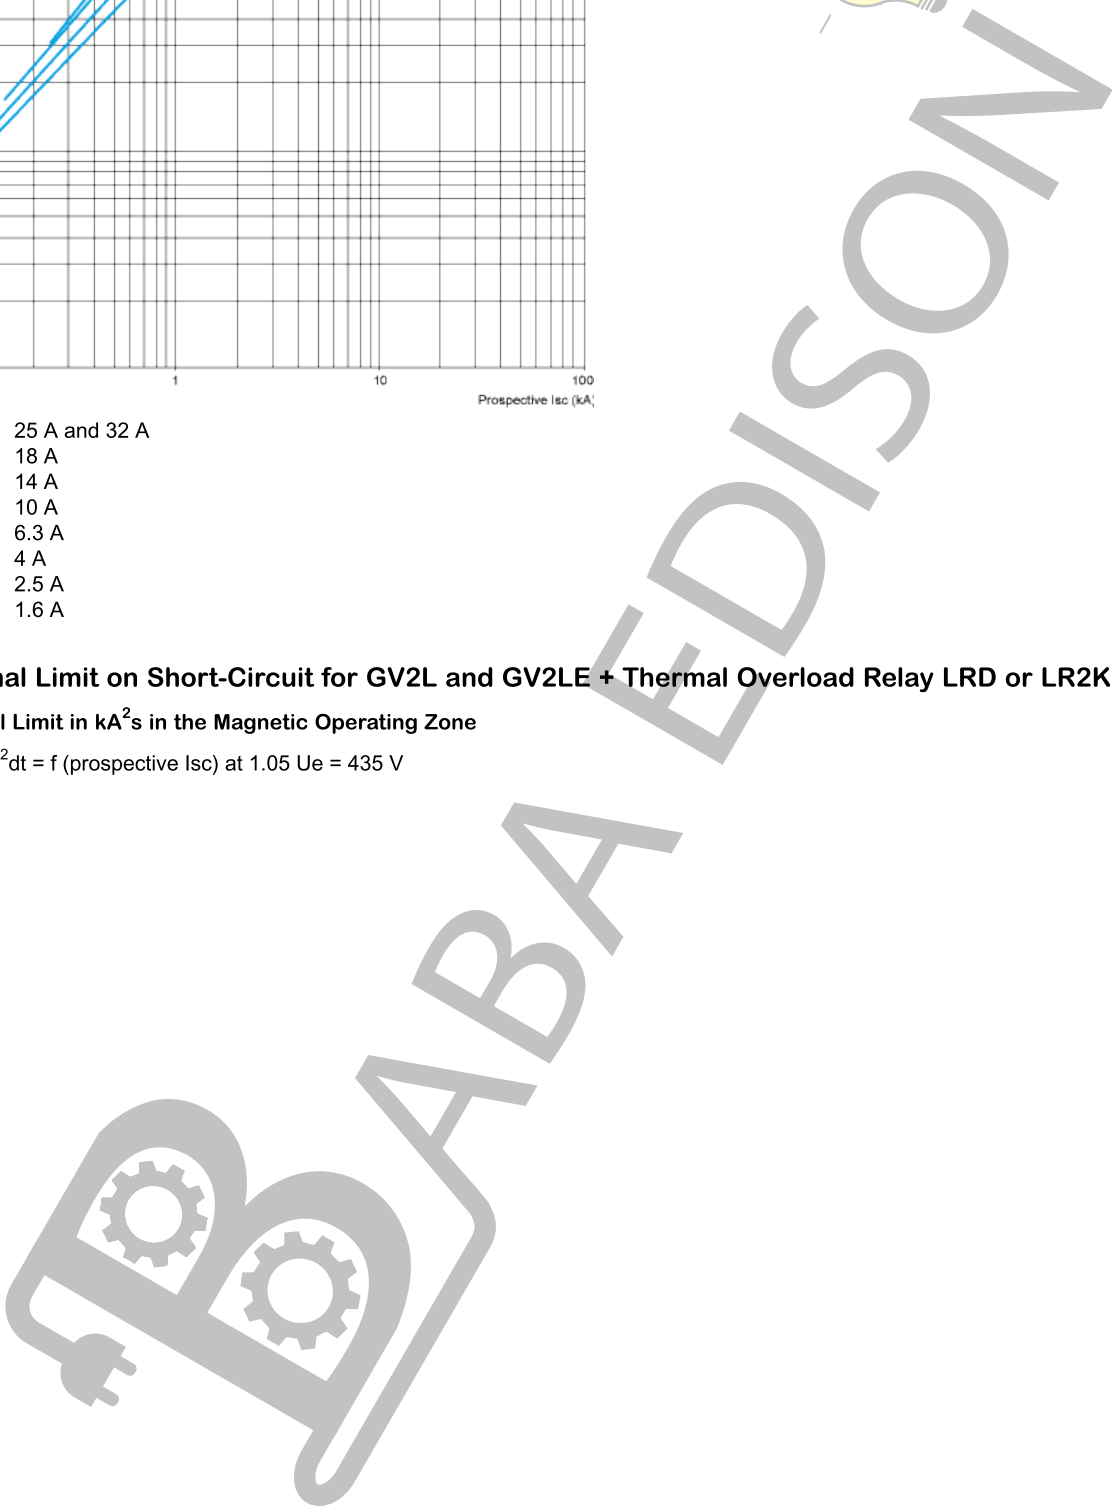 1 10 100
Prospective Isc (kA)
25 A and 32 A
18 A
14 A
10 A
6.3 A
4 A
2.5 A
1.6 A
Limit on Short-Circuit for GV2L and GV2LE + Thermal Overload Relay LRD or LR2K
Limit in kA²s in the Magnetic Operating Zone
²dt = f (prospective Isc) at 1.05 Ue = 435 V
BABA EDISON